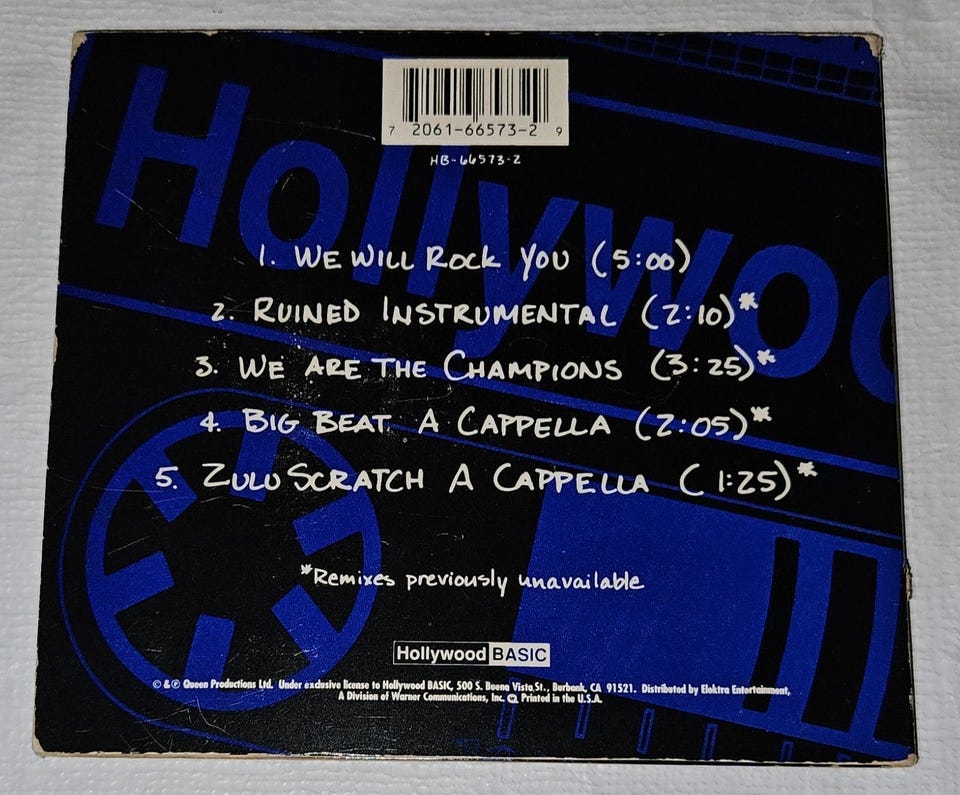 Hollywoo
7 2061-66573-2 9
HB-66573-2
1. WE WILL ROCK YOU (5:00)
2. RUINED INSTRUMENTAL (2:10)*
3. WE ARE THE CHAMPIONS (3:25)*
4. BIG BEAT A CAPPELLA (2:05)*
5. ZULU SCRATCH A CAPPELLA (1:25)*
*Remixes previously unavailable
Hollywood BASIC
© & ℗ Queen Productions Ltd. Under exclusive license to Hollywood BASIC, 500 S. Buena Vista St., Burbank, CA 91521. Distributed by Elektra Entertainment,
A Division of Warner Communications, Inc. Printed in the U.S.A.